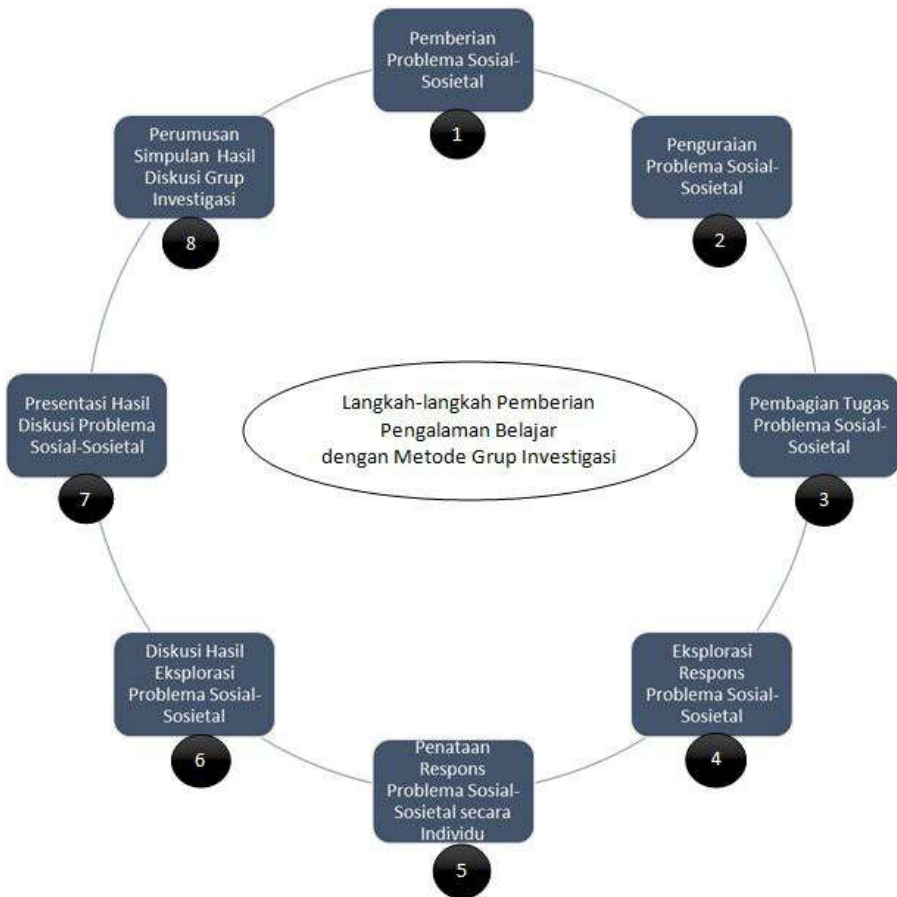 Pemberian
Problema Sosial-
Sosietal
1
Penguraian
Problema Sosial-
Sosietal
2
Pembagian Tugas
Problema Sosial-
Sosietal
3
Eksplorasi
Respons
Problema Sosial-
Sosietal
4
Penataan
Respons
Problema Sosial-
Sosietal secara
Individu
5
Diskusi Hasil
Eksplorasi
Problema Sosial-
Sosietal
6
Presentasi Hasil
Diskusi Problema
Sosial-Sosietal
7
Perumusan
Simpulan Hasil
Diskusi Grup
Investigasi
8
Langkah-langkah Pemberian
Pengalaman Belajar
dengan Metode Grup Investigasi